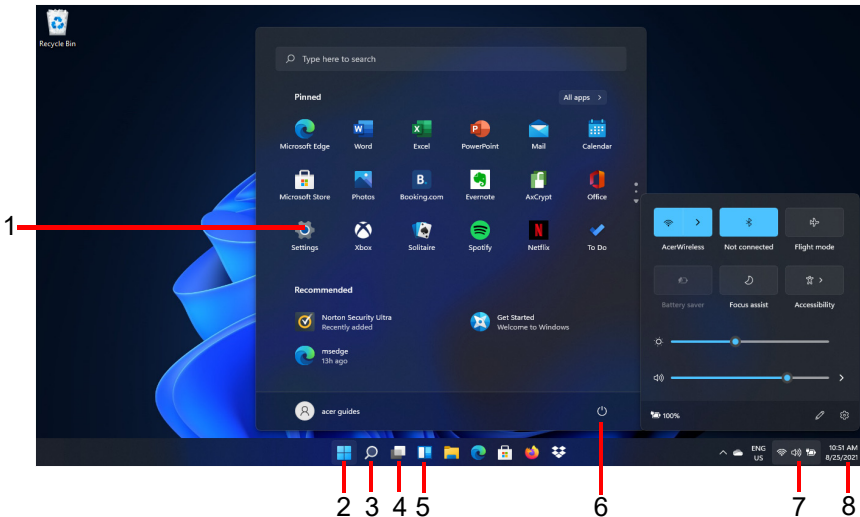 Recycle Bin
Type here to search
Pinned
All apps >
Microsoft Edge Word Excel PowerPoint Mail Calendar
Microsoft Store Photos Booking.com Evernote AxCrypt Office
Settings Xbox Solitaire Spotify Netflix To Do
Recommended
Norton Security Ultra
Recently added
Get Started
Welcome to Windows
msedge
13h ago
acer guides
AcerWireless Not connected Flight mode
Battery saver Focus assist Accessibility
100%
ENG
US
10:51 AM
8/25/2021
1
2 3 4 5 6 7 8